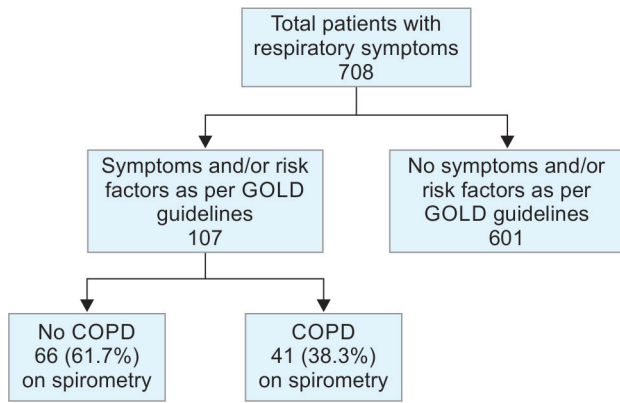 Total patients with
respiratory symptoms
708
Symptoms and/or risk
factors as per GOLD
guidelines
107
No symptoms and/or
risk factors as per
GOLD guidelines
601
No COPD
66 (61.7%)
on spirometry
COPD
41 (38.3%)
on spirometry